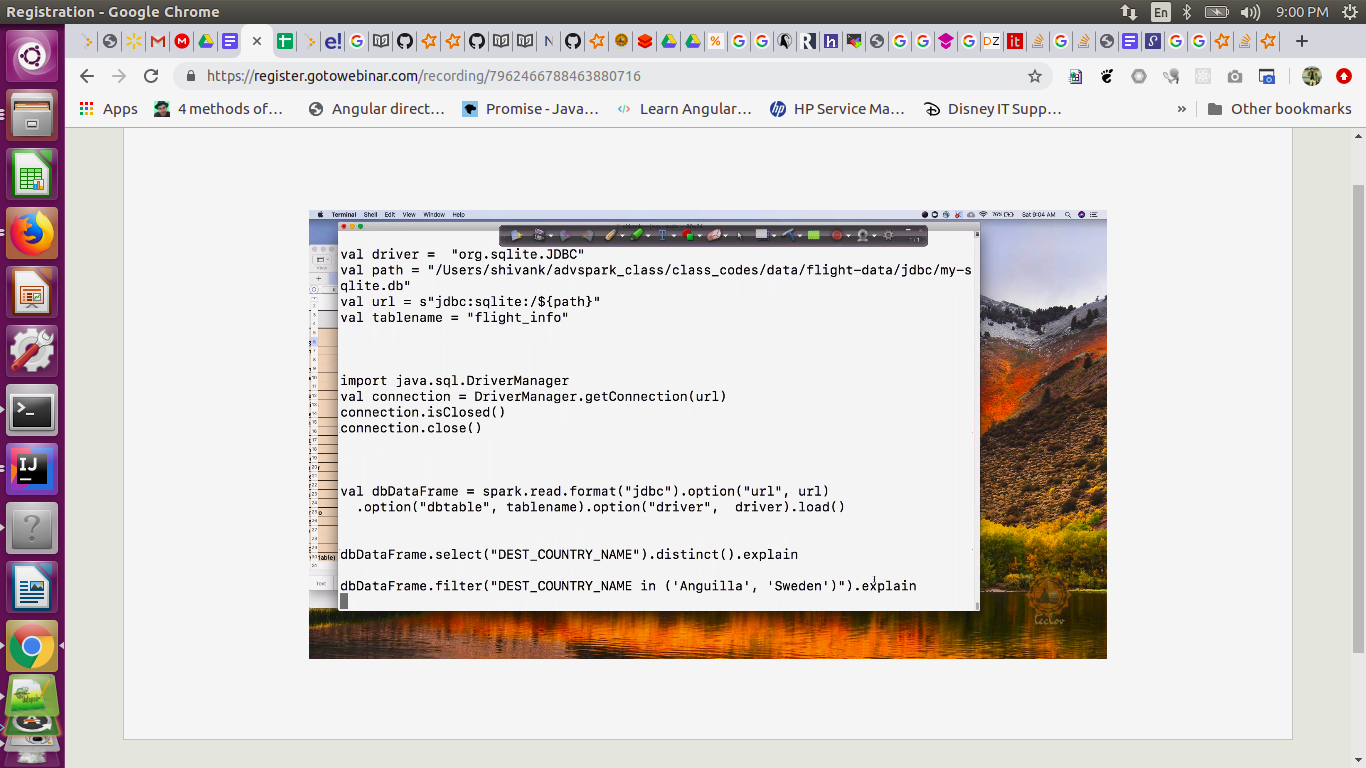 Registration - Google Chrome
En
9:00 PM
https://register.gotowebinar.com/recording/7962466788463880716
Apps
4 methods of…
Angular direct…
Promise - Java…
Learn Angular…
HP Service Ma…
Disney IT Supp…
»
Other bookmarks
Terminal Shell Edit View Window Help
76%
Sat 9:04 AM
val driver =  "org.sqlite.JDBC"
val path = "/Users/shivank/advspark_class/class_codes/data/flight-data/jdbc/my-s
qlite.db"
val url = s"jdbc:sqlite:/${path}"
val tablename = "flight_info"
import java.sql.DriverManager
val connection = DriverManager.getConnection(url)
connection.isClosed()
connection.close()
val dbDataFrame = spark.read.format("jdbc").option("url", url)
  .option("dbtable", tablename).option("driver",  driver).load()
dbDataFrame.select("DEST_COUNTRY_NAME").distinct().explain
dbDataFrame.filter("DEST_COUNTRY_NAME in ('Anguilla', 'Sweden')").explain